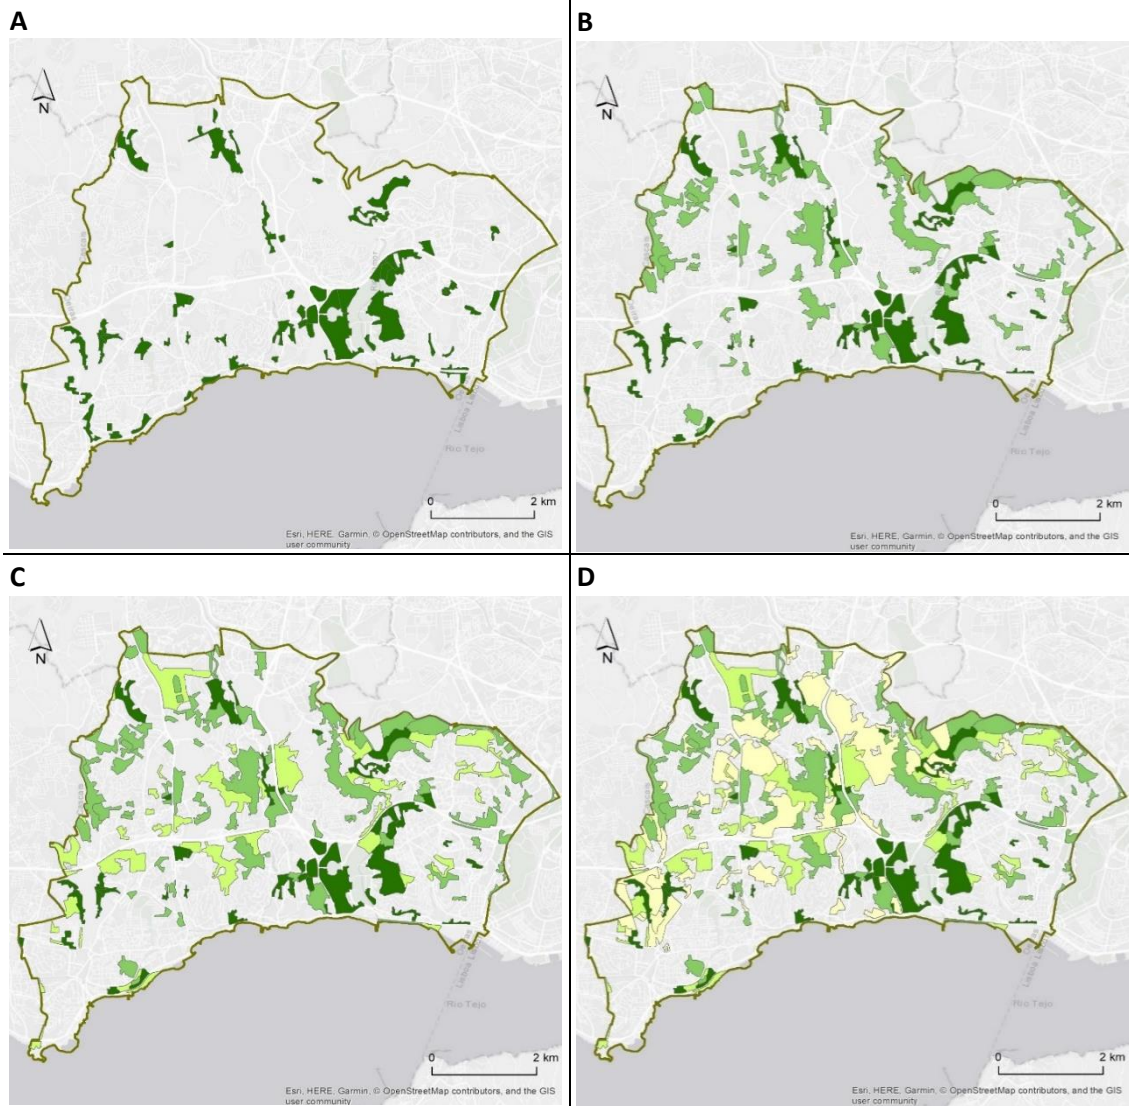 A
B
N
N
Rio Tejo
Rio Tejo
0 2 km
0 2 km
Esri, HERE, Garmin, © OpenStreetMap contributors, and the GIS
user community
Esri, HERE, Garmin, © OpenStreetMap contributors, and the GIS
user community
C
D
N
N
Rio Tejo
Rio Tejo
0 2 km
0 2 km
Esri, HERE, Garmin, © OpenStreetMap contributors, and the GIS
user community
Esri, HERE, Garmin, © OpenStreetMap contributors, and the GIS
user community